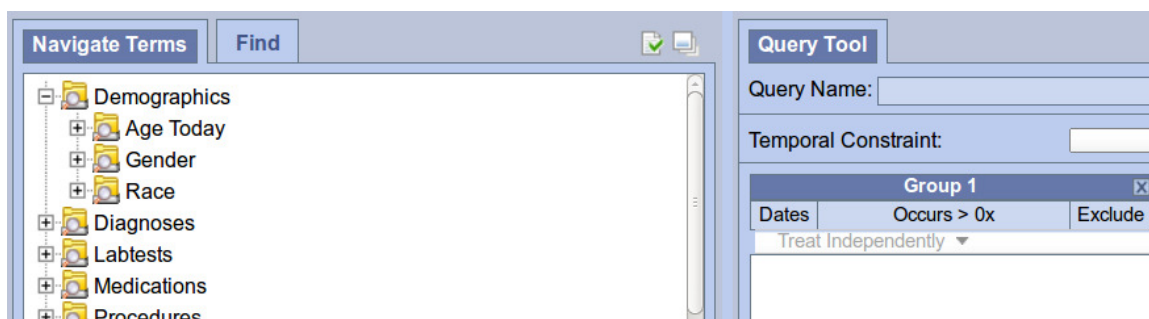 Navigate Terms
Find
Demographics
Age Today
Gender
Race
Diagnoses
Labtests
Medications
Procedures
Query Tool
Query Name:
Temporal Constraint:
Group 1
Dates
Occurs > 0x
Exclude
Treat Independently